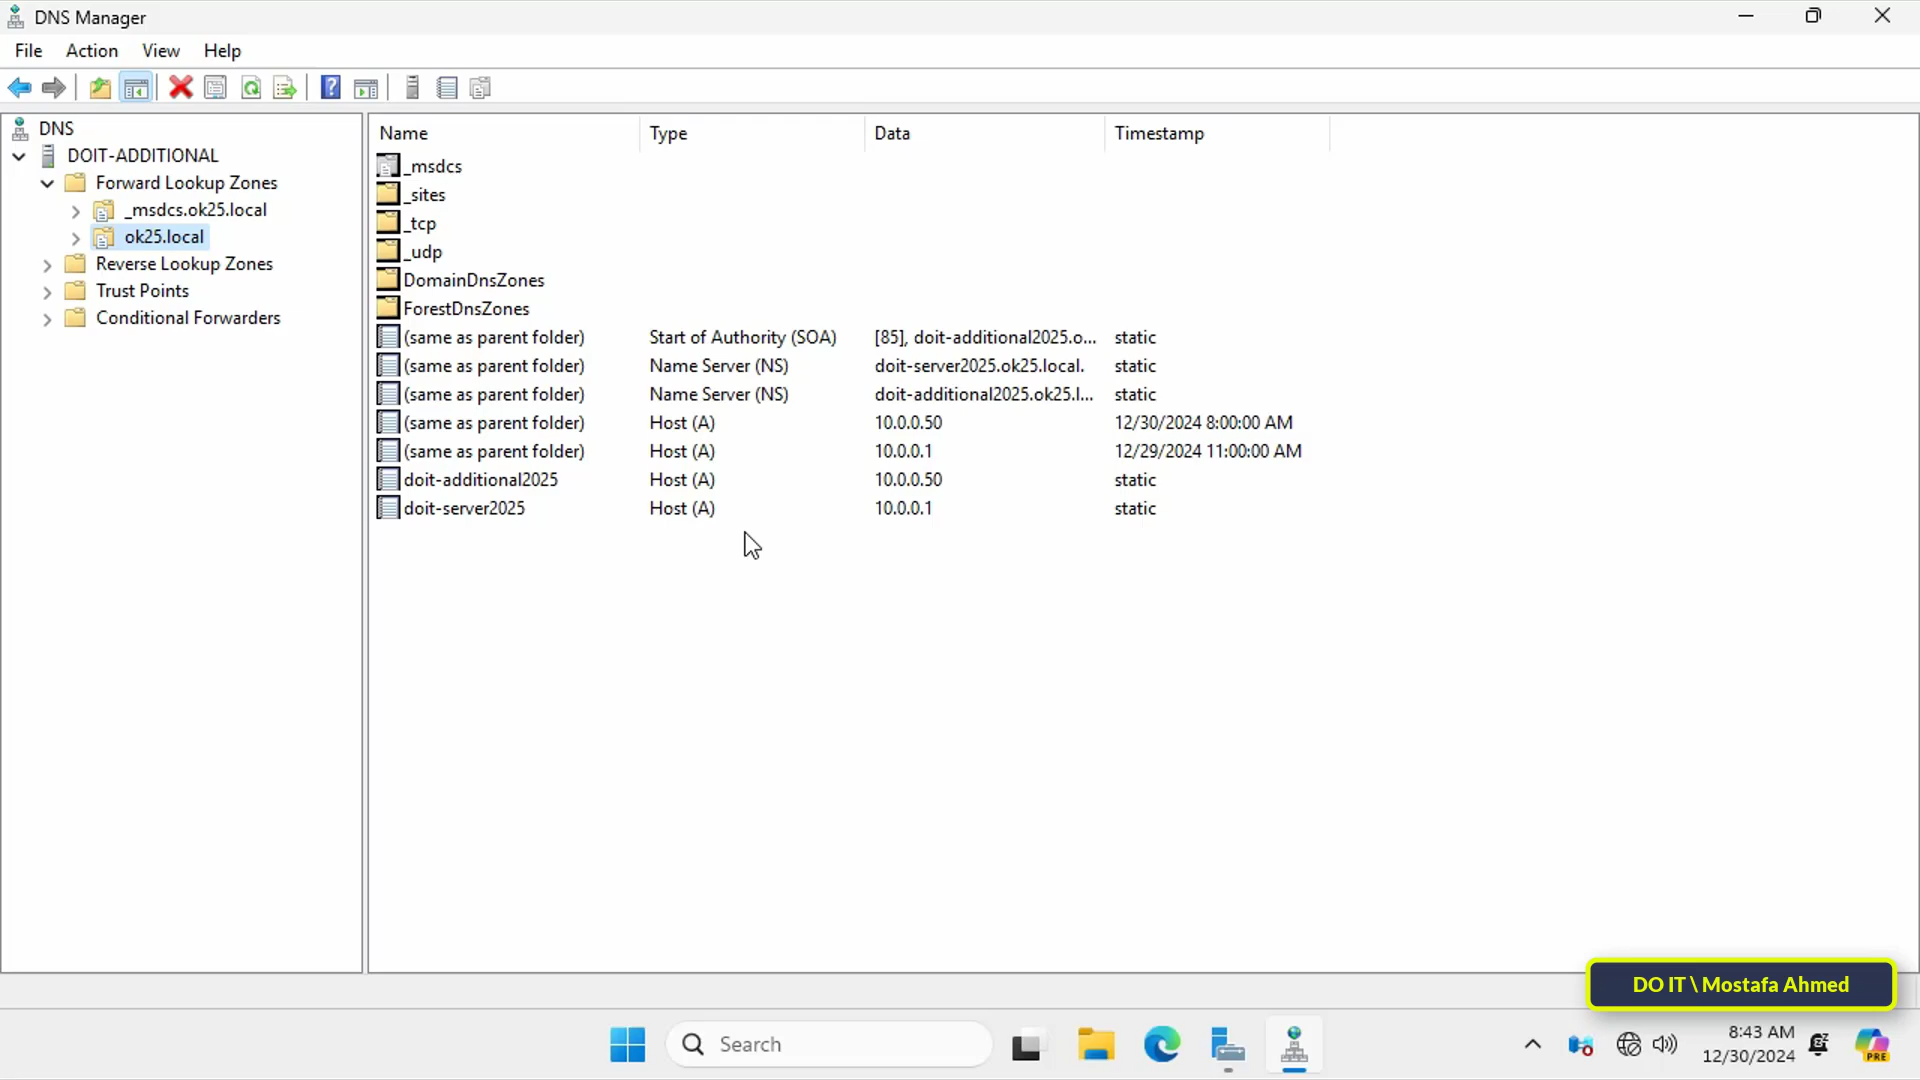 DNS Manager
File Action View Help
DNS
DOIT-ADDITIONAL
Forward Lookup Zones
_msdcs.ok25.local
ok25.local
Reverse Lookup Zones
Trust Points
Conditional Forwarders
Name Type Data Timestamp
_msdcs
_sites
_tcp
_udp
DomainDnsZones
ForestDnsZones
(same as parent folder) Start of Authority (SOA) [85], doit-additional2025.o... static
(same as parent folder) Name Server (NS) doit-server2025.ok25.local. static
(same as parent folder) Name Server (NS) doit-additional2025.ok25.l... static
(same as parent folder) Host (A) 10.0.0.50 12/30/2024 8:00:00 AM
(same as parent folder) Host (A) 10.0.0.1 12/29/2024 11:00:00 AM
doit-additional2025 Host (A) 10.0.0.50 static
doit-server2025 Host (A) 10.0.0.1 static
DO IT \ Mostafa Ahmed
Search
8:43 AM
12/30/2024
PRE